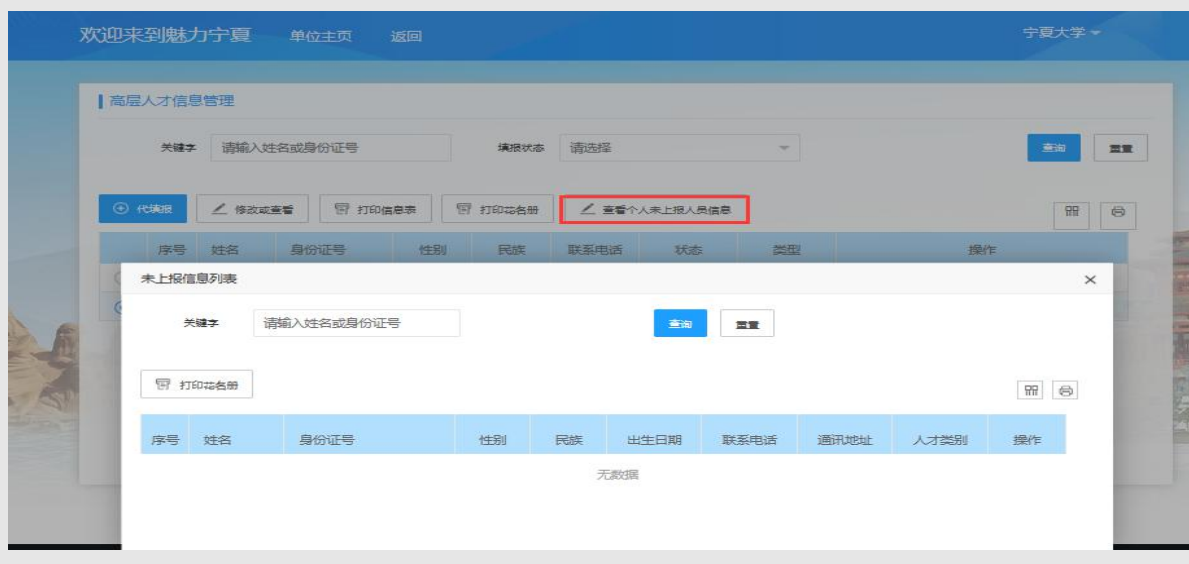 欢迎来到魅力宁夏 单位主页 返回 宁夏大学
高层人才信息管理
关键字 请输入姓名或身份证号 填报状态 请选择 查询 重置
代填报 修改或查看 打印信息表 打印花名册 查看个人未上报人员信息
序号 姓名 身份证号 性别 民族 联系电话 状态 类型 操作
未上报信息列表
关键字 请输入姓名或身份证号 查询 重置
打印花名册
序号 姓名 身份证号 性别 民族 出生日期 联系电话 通讯地址 人才类别 操作
无数据